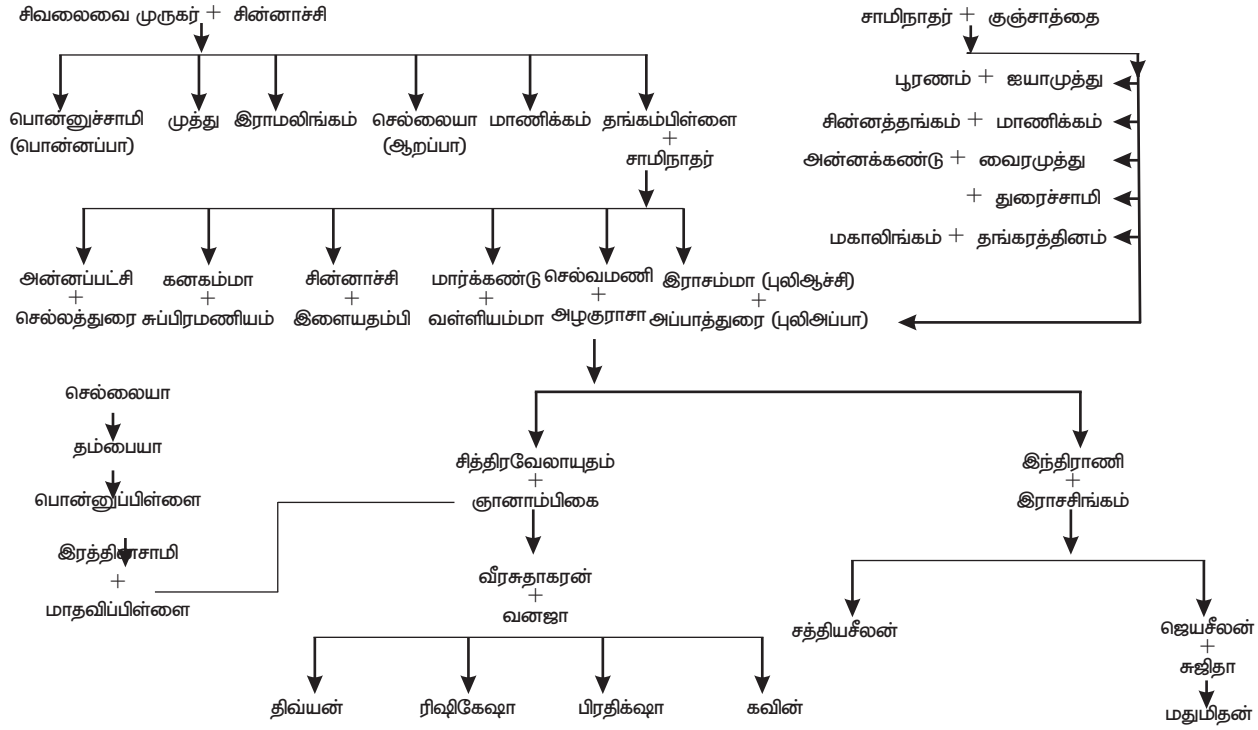 சிவலைவை முருகர் + சின்னாச்சி
பொன்னுச்சாமி
(பொன்னப்பா)
முத்து
இராமலிங்கம்
செல்லையா
(ஆறப்பா)
மாணிக்கம்
தங்கம்பிள்ளை
+
சாமிநாதர்
சாமிநாதர் + குஞ்சாத்தை
பூரணம் + ஐயாமுத்து
சின்னத்தங்கம் + மாணிக்கம்
அன்னக்கண்டு + வைரமுத்து
+ துரைச்சாமி
மகாலிங்கம் + தங்கரத்தினம்
அன்னப்பட்சி
+
செல்லத்துரை
கனகம்மா
+
சுப்பிரமணியம்
சின்னாச்சி
+
இளையதம்பி
மார்க்கண்டு
+
வள்ளியம்மா
செல்வமணி
+
அழகுராசா
இராசம்மா (புலிஆச்சி)
+
அப்பாத்துரை (புலிஅப்பா)
செல்லையா
தம்பையா
பொன்னுப்பிள்ளை
இரத்தினசாமி
+
மாதவிப்பிள்ளை
சித்திரவேலாயுதம்
+
ஞானாம்பிகை
இந்திராணி
+
இராசசிங்கம்
வீரசுதாகரன்
+
வனஜா
திவ்யன்
ரிஷிகேஷா
பிரதிக்ஷா
கவின்
சத்தியசீலன்
ஜெயசீலன்
+
சுஜிதா
மதுமிதன்